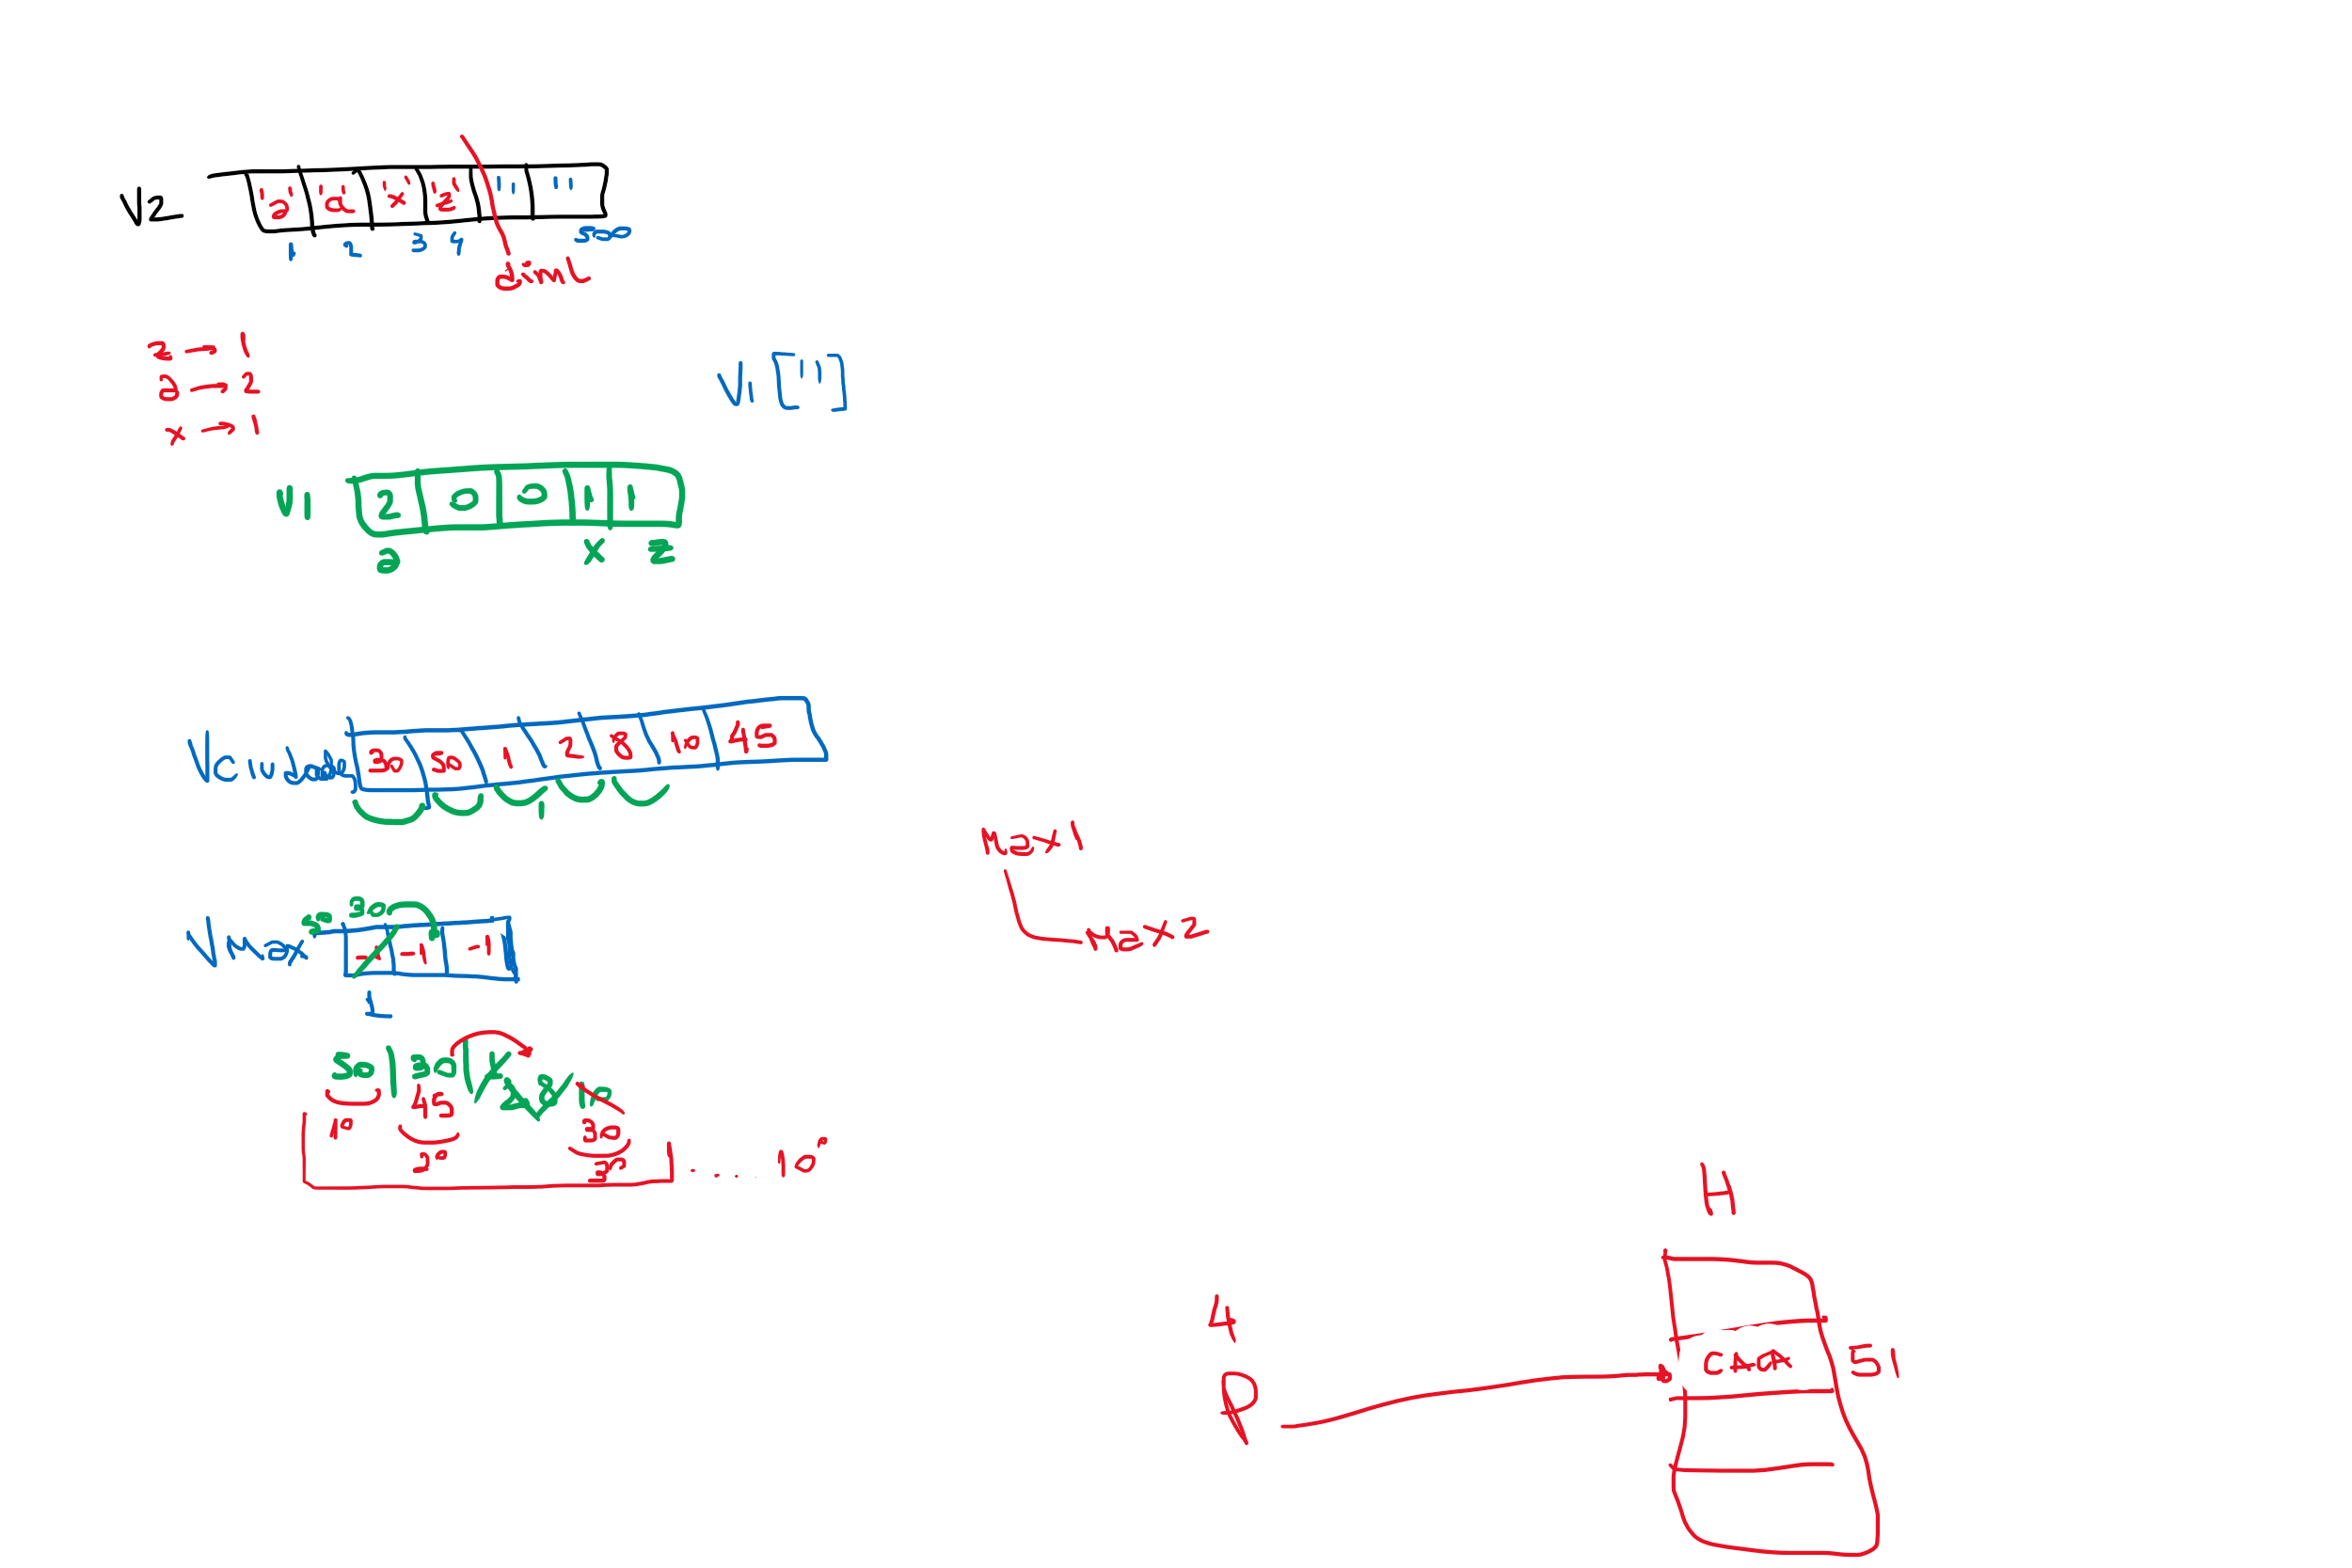 V2 "a" "a" "x" "z" " " " "
1 2 3 4 500
diml
z → 1
a → 2
x → 1
V1 [" "]
V1 2 0 0 1 1
a x z
30 50 1 2 8 10 45
1
max1
max2
50 30
Vmax -1 -1 -1
1
50 | 30 | 1
2 8 10
45
30
1°
2°
3° .... 10°
H
4
P
51